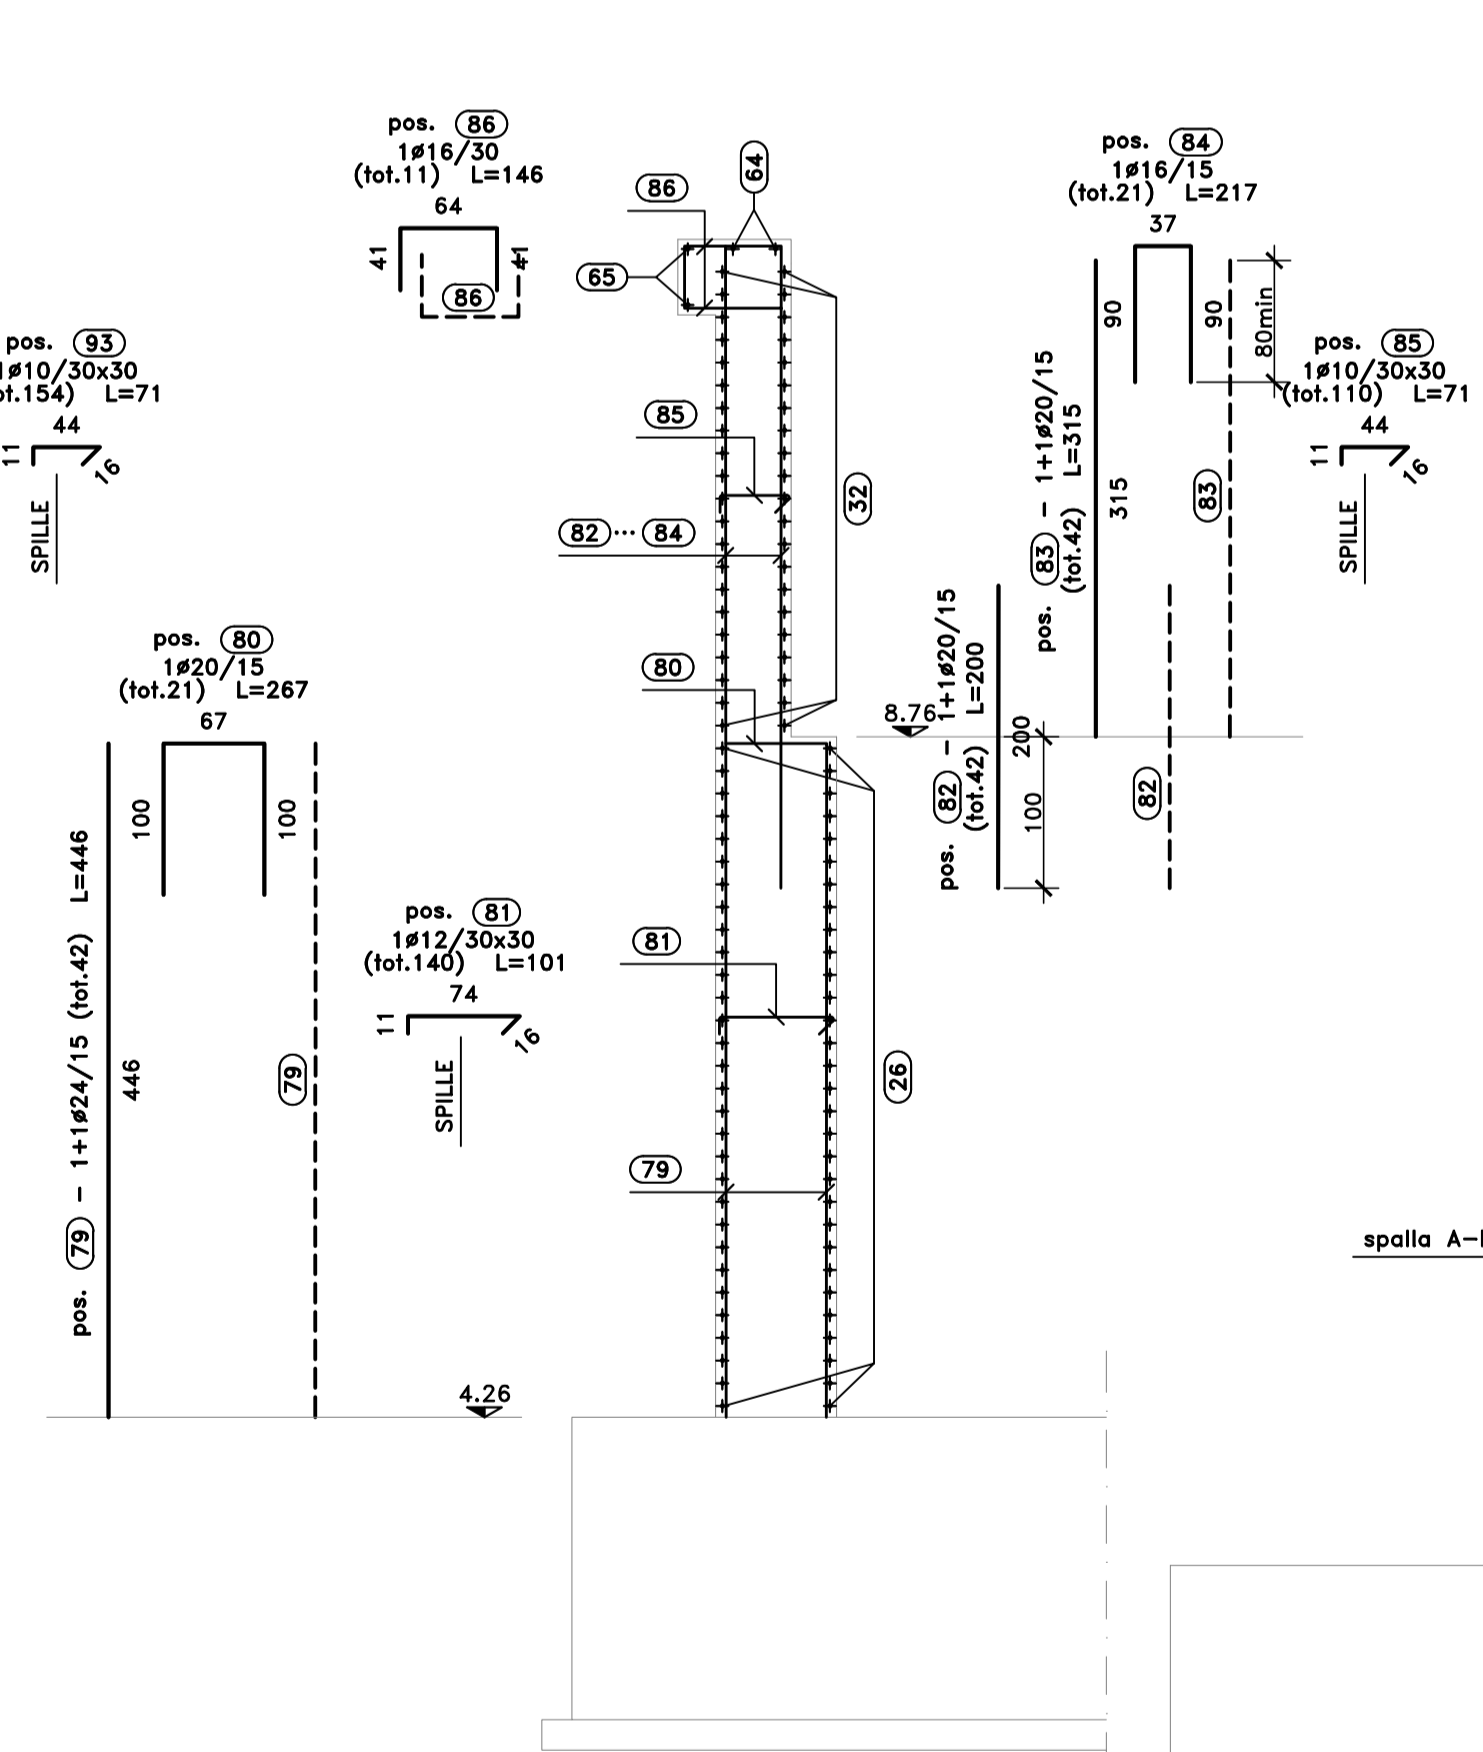 pos. 86
1ø16/30
(tot.11) L=146
64
41
41
86
pos. 93
1ø10/30x30
ot.154) L=71
44
11
16
SPILLE
86
64
65
85
82 ... 84
80
32
pos. 84
1ø16/15
(tot.21) L=217
37
90
90
80min
pos. 83 – 1+1ø20/15
(tot.42) L=315
315
83
pos. 85
1ø10/30x30
(tot.110) L=71
44
11
16
SPILLE
pos. 80
1ø20/15
(tot.21) L=267
67
100
100
pos. 79 – 1+1ø24/15 (tot.42) L=446
446
79
8.76
pos. 82 – 1+1ø20/15
(tot.42) L=200
200
100
82
pos. 81
1ø12/30x30
(tot.140) L=101
74
11
16
SPILLE
81
79
26
4.26
spalla A-